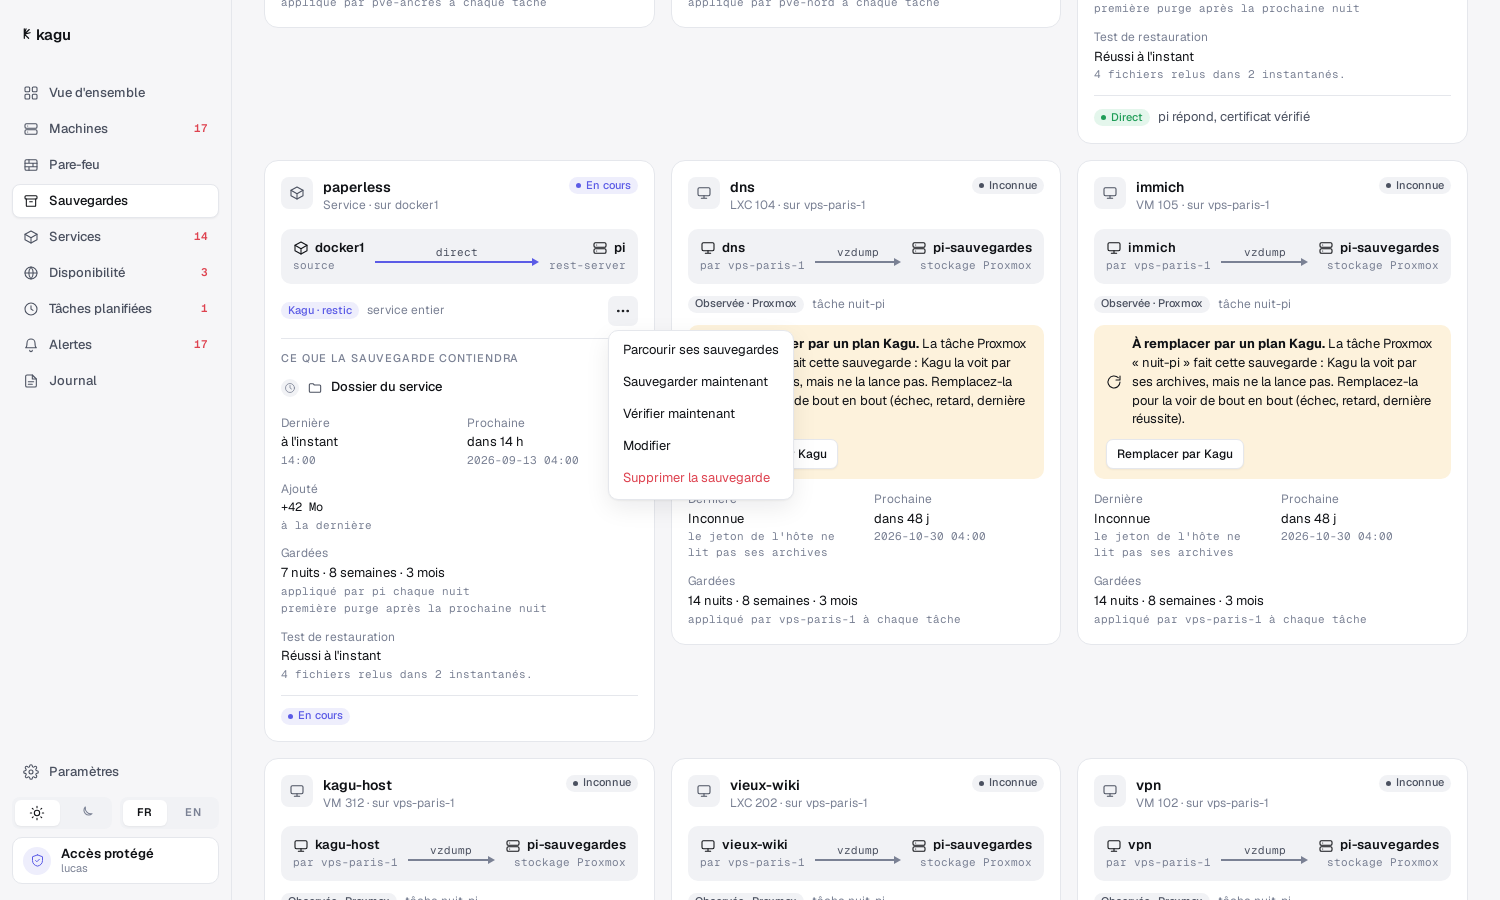 kagu
Vue d'ensemble
Machines 17
Pare-feu
Sauvegardes
Services 14
Disponibilité 3
Tâches planifiées 1
Alertes 17
Journal
Paramètres
FR EN
Accès protégé
lucas
appliqué par pve-ancres à chaque tâche
appliqué par pve-nord à chaque tâche
première purge après la prochaine nuit
Test de restauration
Réussi à l'instant
4 fichiers relus dans 2 instantanés.
Direct pi répond, certificat vérifié
paperless
En cours
Service · sur docker1
docker1 direct pi
source rest-server
Kagu · restic service entier
CE QUE LA SAUVEGARDE CONTIENDRA
Dossier du service
Dernière Prochaine
à l'instant dans 14 h
14:00 2026-09-13 04:00
Ajouté
+42 Mo
à la dernière
Gardées
7 nuits · 8 semaines · 3 mois
appliqué par pi chaque nuit
première purge après la prochaine nuit
Test de restauration
Réussi à l'instant
4 fichiers relus dans 2 instantanés.
En cours
Parcourir ses sauvegardes
Sauvegarder maintenant
Vérifier maintenant
Modifier
Supprimer la sauvegarde
dns
Inconnue
LXC 104 · sur vps-paris-1
dns vzdump pi-sauvegardes
par vps-paris-1 stockage Proxmox
Observée · Proxmox tâche nuit-pi
er par un plan Kagu. La tâche Proxmox
ait cette sauvegarde : Kagu la voit par
s, mais ne la lance pas. Remplacez-la
de bout en bout (échec, retard, dernière
Kagu
Dernière Prochaine
Inconnue dans 48 j
le jeton de l'hôte ne 2026-10-30 04:00
lit pas ses archives
Gardées
14 nuits · 8 semaines · 3 mois
appliqué par vps-paris-1 à chaque tâche
immich
Inconnue
VM 105 · sur vps-paris-1
immich vzdump pi-sauvegardes
par vps-paris-1 stockage Proxmox
Observée · Proxmox tâche nuit-pi
À remplacer par un plan Kagu. La tâche Proxmox
« nuit-pi » fait cette sauvegarde : Kagu la voit par
ses archives, mais ne la lance pas. Remplacez-la
pour la voir de bout en bout (échec, retard, dernière
réussite).
Remplacer par Kagu
Dernière Prochaine
Inconnue dans 48 j
le jeton de l'hôte ne 2026-10-30 04:00
lit pas ses archives
Gardées
14 nuits · 8 semaines · 3 mois
appliqué par vps-paris-1 à chaque tâche
kagu-host
Inconnue
VM 312 · sur vps-paris-1
kagu-host vzdump pi-sauvegardes
par vps-paris-1 stockage Proxmox
Observée · Proxmox tâche nuit-pi
vieux-wiki
Inconnue
LXC 202 · sur vps-paris-1
vieux-wiki vzdump pi-sauvegardes
par vps-paris-1 stockage Proxmox
Observée · Proxmox tâche nuit-pi
vpn
Inconnue
VM 102 · sur vps-paris-1
vpn vzdump pi-sauvegardes
par vps-paris-1 stockage Proxmox
Observée · Proxmox tâche nuit-pi